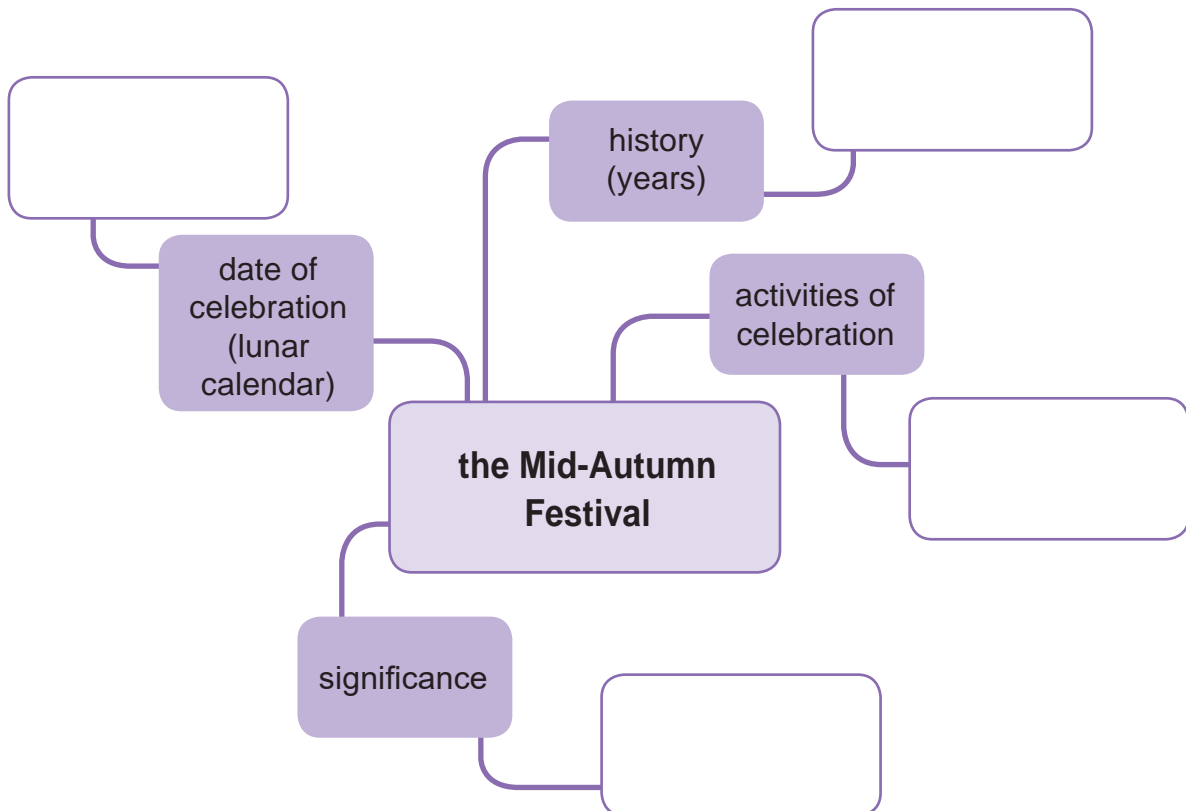 history
(years)
date of
celebration
(lunar
calendar)
activities of
celebration
the Mid-Autumn
Festival
significance